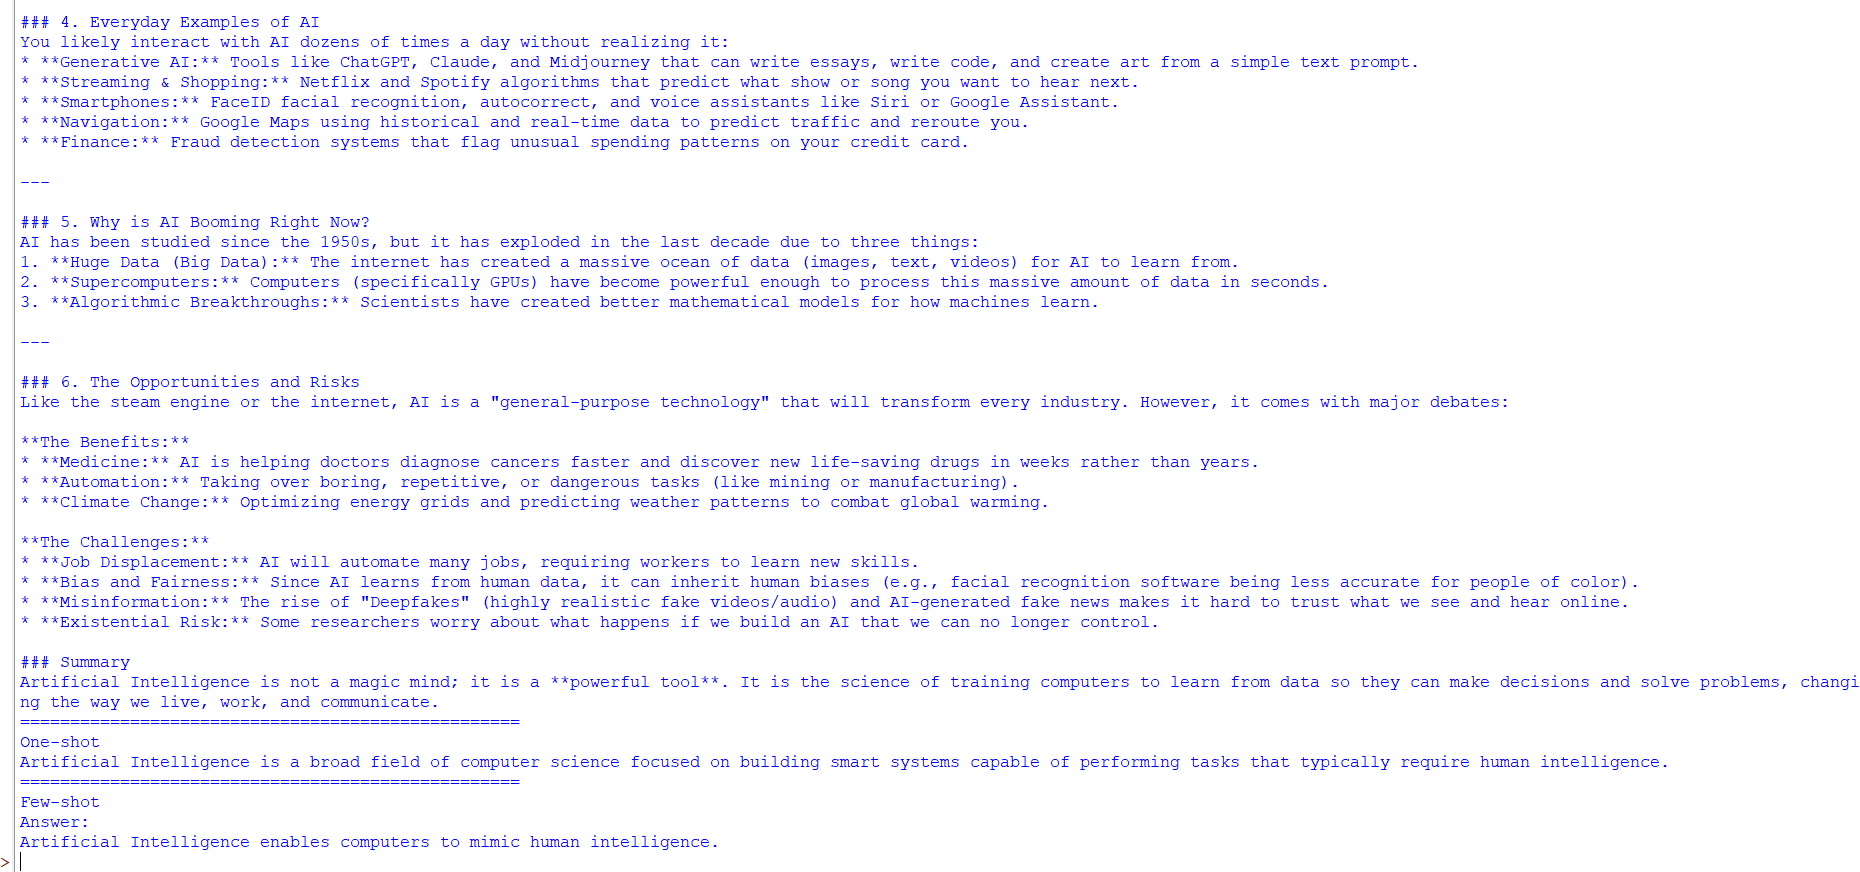 ### 4. Everyday Examples of AI
You likely interact with AI dozens of times a day without realizing it:
* **Generative AI:** Tools like ChatGPT, Claude, and Midjourney that can write essays, write code, and create art from a simple text prompt.
* **Streaming & Shopping:** Netflix and Spotify algorithms that predict what show or song you want to hear next.
* **Smartphones:** FaceID facial recognition, autocorrect, and voice assistants like Siri or Google Assistant.
* **Navigation:** Google Maps using historical and real-time data to predict traffic and reroute you.
* **Finance:** Fraud detection systems that flag unusual spending patterns on your credit card.
---
### 5. Why is AI Booming Right Now?
AI has been studied since the 1950s, but it has exploded in the last decade due to three things:
1. **Huge Data (Big Data):** The internet has created a massive ocean of data (images, text, videos) for AI to learn from.
2. **Supercomputers:** Computers (specifically GPUs) have become powerful enough to process this massive amount of data in seconds.
3. **Algorithmic Breakthroughs:** Scientists have created better mathematical models for how machines learn.
---
### 6. The Opportunities and Risks
Like the steam engine or the internet, AI is a "general-purpose technology" that will transform every industry. However, it comes with major debates:
**The Benefits:**
* **Medicine:** AI is helping doctors diagnose cancers faster and discover new life-saving drugs in weeks rather than years.
* **Automation:** Taking over boring, repetitive, or dangerous tasks (like mining or manufacturing).
* **Climate Change:** Optimizing energy grids and predicting weather patterns to combat global warming.
**The Challenges:**
* **Job Displacement:** AI will automate many jobs, requiring workers to learn new skills.
* **Bias and Fairness:** Since AI learns from human data, it can inherit human biases (e.g., facial recognition software being less accurate for people of color).
* **Misinformation:** The rise of "Deepfakes" (highly realistic fake videos/audio) and AI-generated fake news makes it hard to trust what we see and hear online.
* **Existential Risk:** Some researchers worry about what happens if we build an AI that we can no longer control.
### Summary
Artificial Intelligence is not a magic mind; it is a **powerful tool**. It is the science of training computers to learn from data so they can make decisions and solve problems, changi
ng the way we live, work, and communicate.
==================================================
One-shot
Artificial Intelligence is a broad field of computer science focused on building smart systems capable of performing tasks that typically require human intelligence.
==================================================
Few-shot
Answer:
Artificial Intelligence enables computers to mimic human intelligence.
>